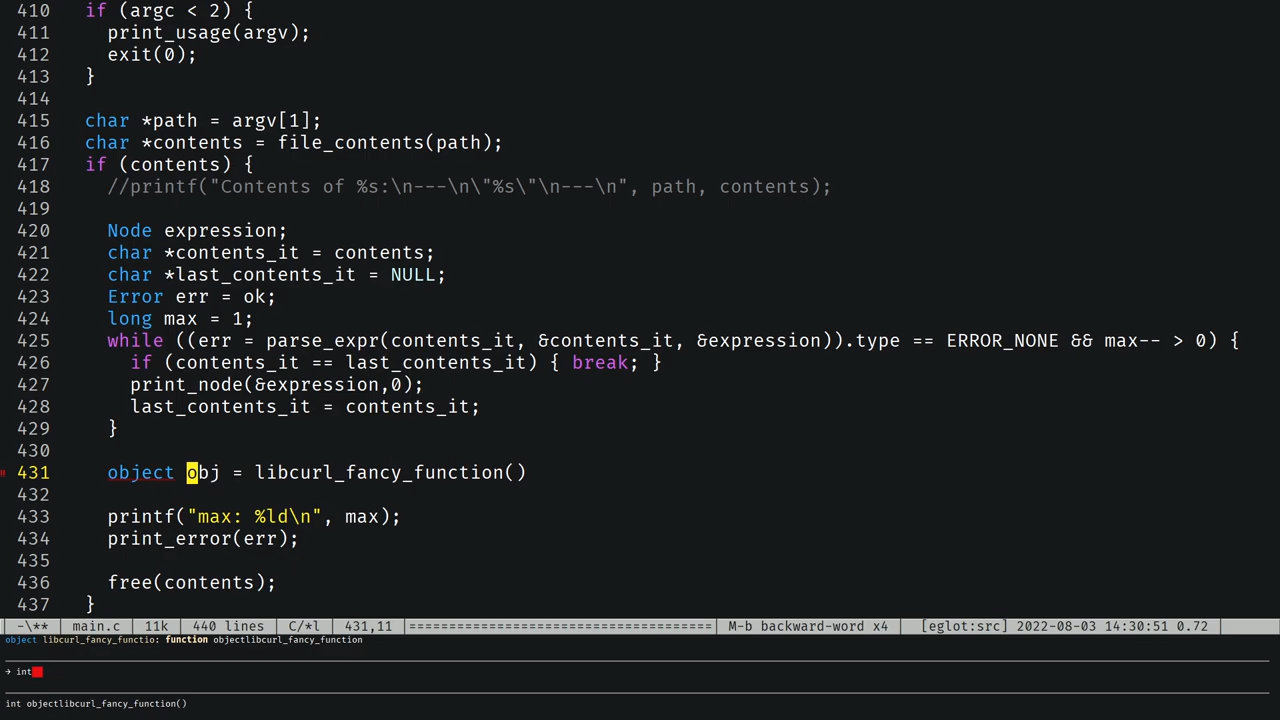 410   if (argc < 2) {
411     print_usage(argv);
412     exit(0);
413   }
414
415   char *path = argv[1];
416   char *contents = file_contents(path);
417   if (contents) {
418     //printf("Contents of %s:\n---\n\"%s\"\n---\n", path, contents);
419
420     Node expression;
421     char *contents_it = contents;
422     char *last_contents_it = NULL;
423     Error err = ok;
424     long max = 1;
425     while ((err = parse_expr(contents_it, &contents_it, &expression)).type == ERROR_NONE && max-- > 0) {
426       if (contents_it == last_contents_it) { break; }
427       print_node(&expression,0);
428       last_contents_it = contents_it;
429     }
430
431     object obj = libcurl_fancy_function()
432
433     printf("max: %ld\n", max);
434     print_error(err);
435
436     free(contents);
437   }
-\** main.c 11k 440 lines C/*l 431,11 ===================================== M-b backward-word x4 [eglot:src] 2022-08-03 14:30:51 0.72
object libcurl_fancy_functio: function objectlibcurl_fancy_function
→ int
int objectlibcurl_fancy_function()